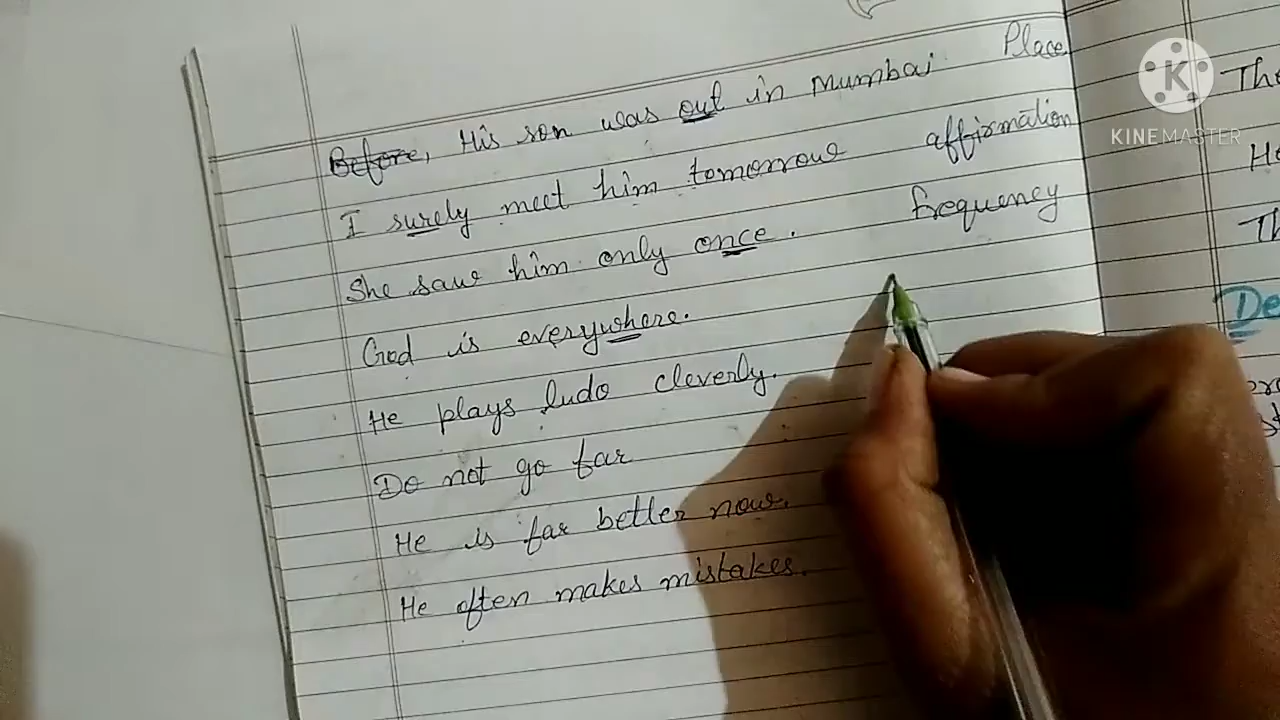 Before, His son was out in Mumbai Place
I surely meet him tomorrow affirmation
She saw him only once. frequency
God is everywhere.
He plays ludo cleverly.
Do not go far
He is far better now.
He often makes mistakes.
K
KINEMASTER